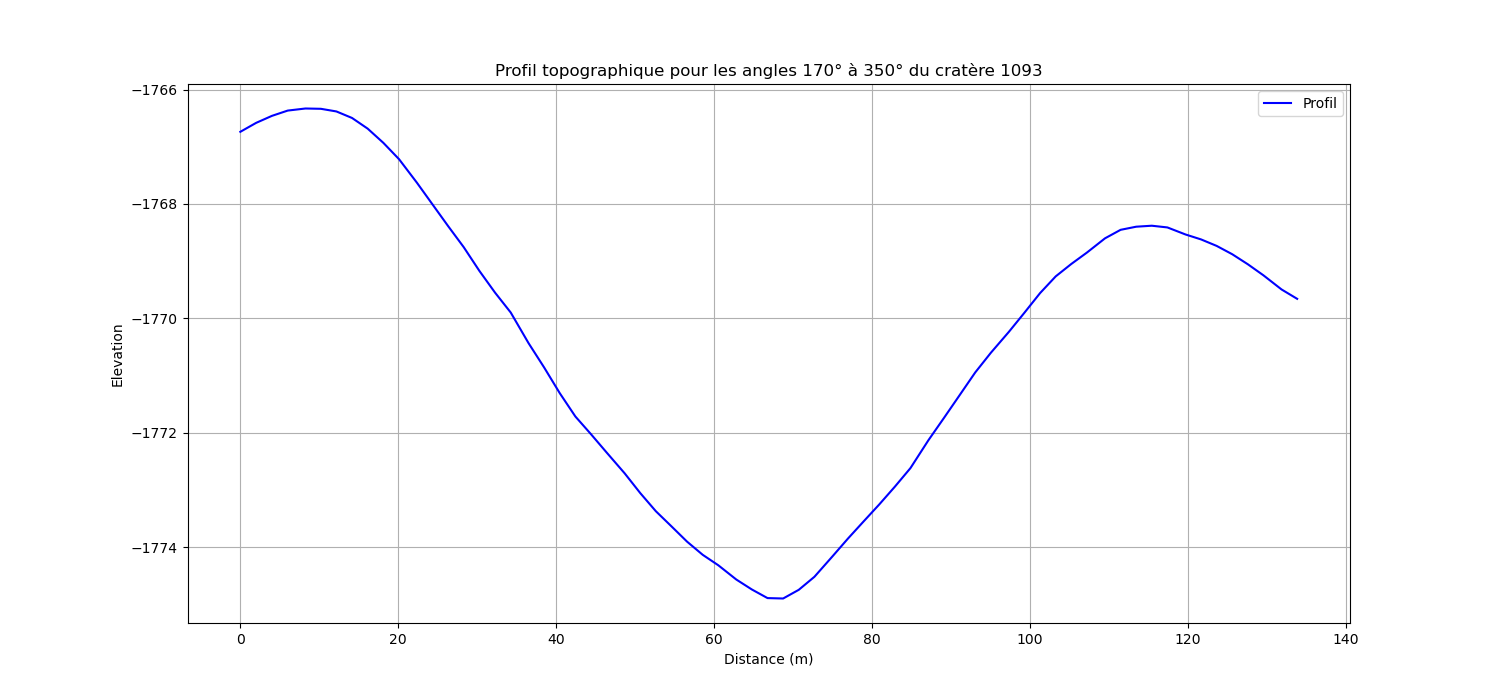 Profil topographique pour les angles 170° à 350° du cratère 1093
Profil
−1766
−1768
−1770
−1772
−1774
Elevation
0 20 40 60 80 100 120 140
Distance (m)